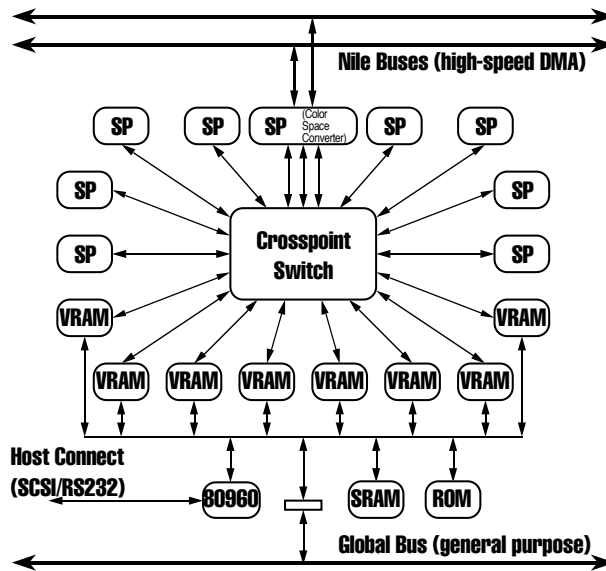 Nile Buses (high-speed DMA)
SP
SP
SP (Color
Space
Converter)
SP
SP
SP
SP
SP
SP
Crosspoint
Switch
VRAM
VRAM
VRAM
VRAM
VRAM
VRAM
VRAM
VRAM
Host Connect
(SCSI/RS232)
80960
SRAM
ROM
Global Bus (general purpose)